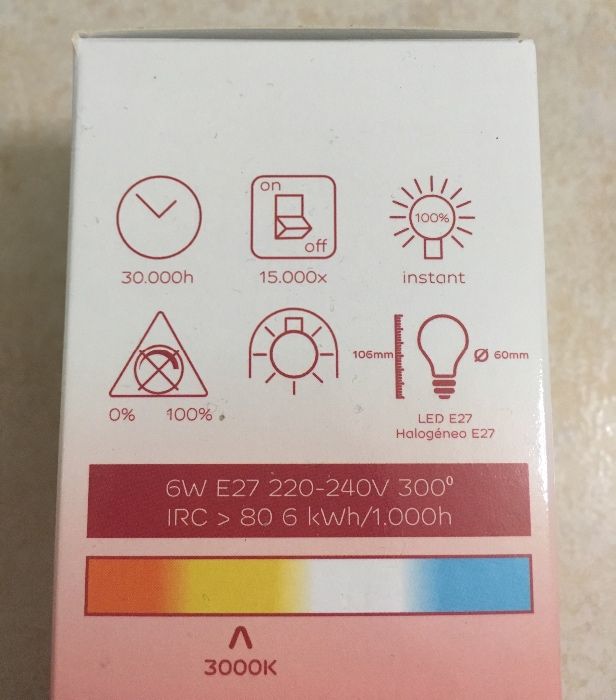 on
off
100%
30.000h
15.000x
instant
0% 100%
106mm
Ø 60mm
LED E27
Halogéneo E27
6W E27 220-240V 300º
IRC > 80 6 kWh/1.000h
3000K